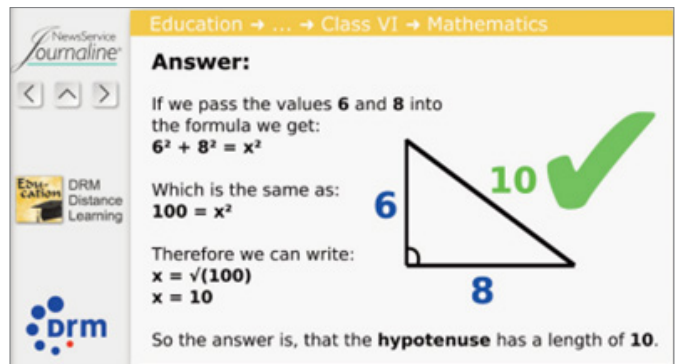 NewsService
Journaline®
Education → ... → Class VI → Mathematics
Answer:
If we pass the values 6 and 8 into
the formula we get:
6² + 8² = x²
Which is the same as:
100 = x²
Therefore we can write:
x = √(100)
x = 10
So the answer is, that the hypotenuse has a length of 10.
6
10
8
Edu-
cation
DRM
Distance
Learning
DRM